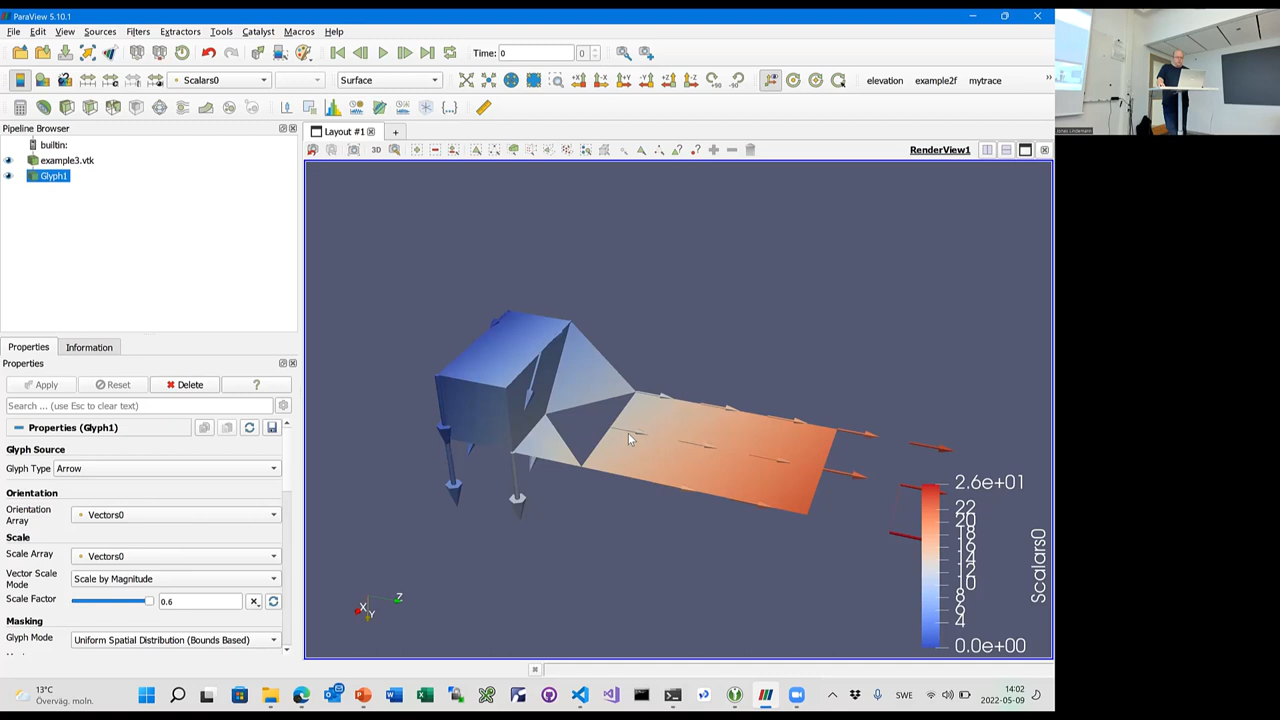 ParaView 5.10.1
File Edit View Sources Filters Extractors Tools Catalyst Macros Help
Time: 0 0
Scalars0 Surface elevation example2f mytrace »
Pipeline Browser
Layout #1 +
builtin:
3D RenderView1
example3.vtk
Glyph1
Properties Information
Properties
Apply Reset Delete ?
Search ... (use Esc to clear text)
Properties (Glyph1)
Glyph Source
Glyph Type Arrow
Orientation
Orientation Array Vectors0
Scale
Scale Array Vectors0
Vector Scale Mode Scale by Magnitude
Scale Factor 0.6
Masking
Glyph Mode Uniform Spatial Distribution (Bounds Based)
2.6e+01
22
20
18
16
14
12
10
8
6
4
0.0e+00
Scalars0
X Y Z
Jonas Lindemann
13°C
Överväg. moln.
SWE
14:02
2022-05-09